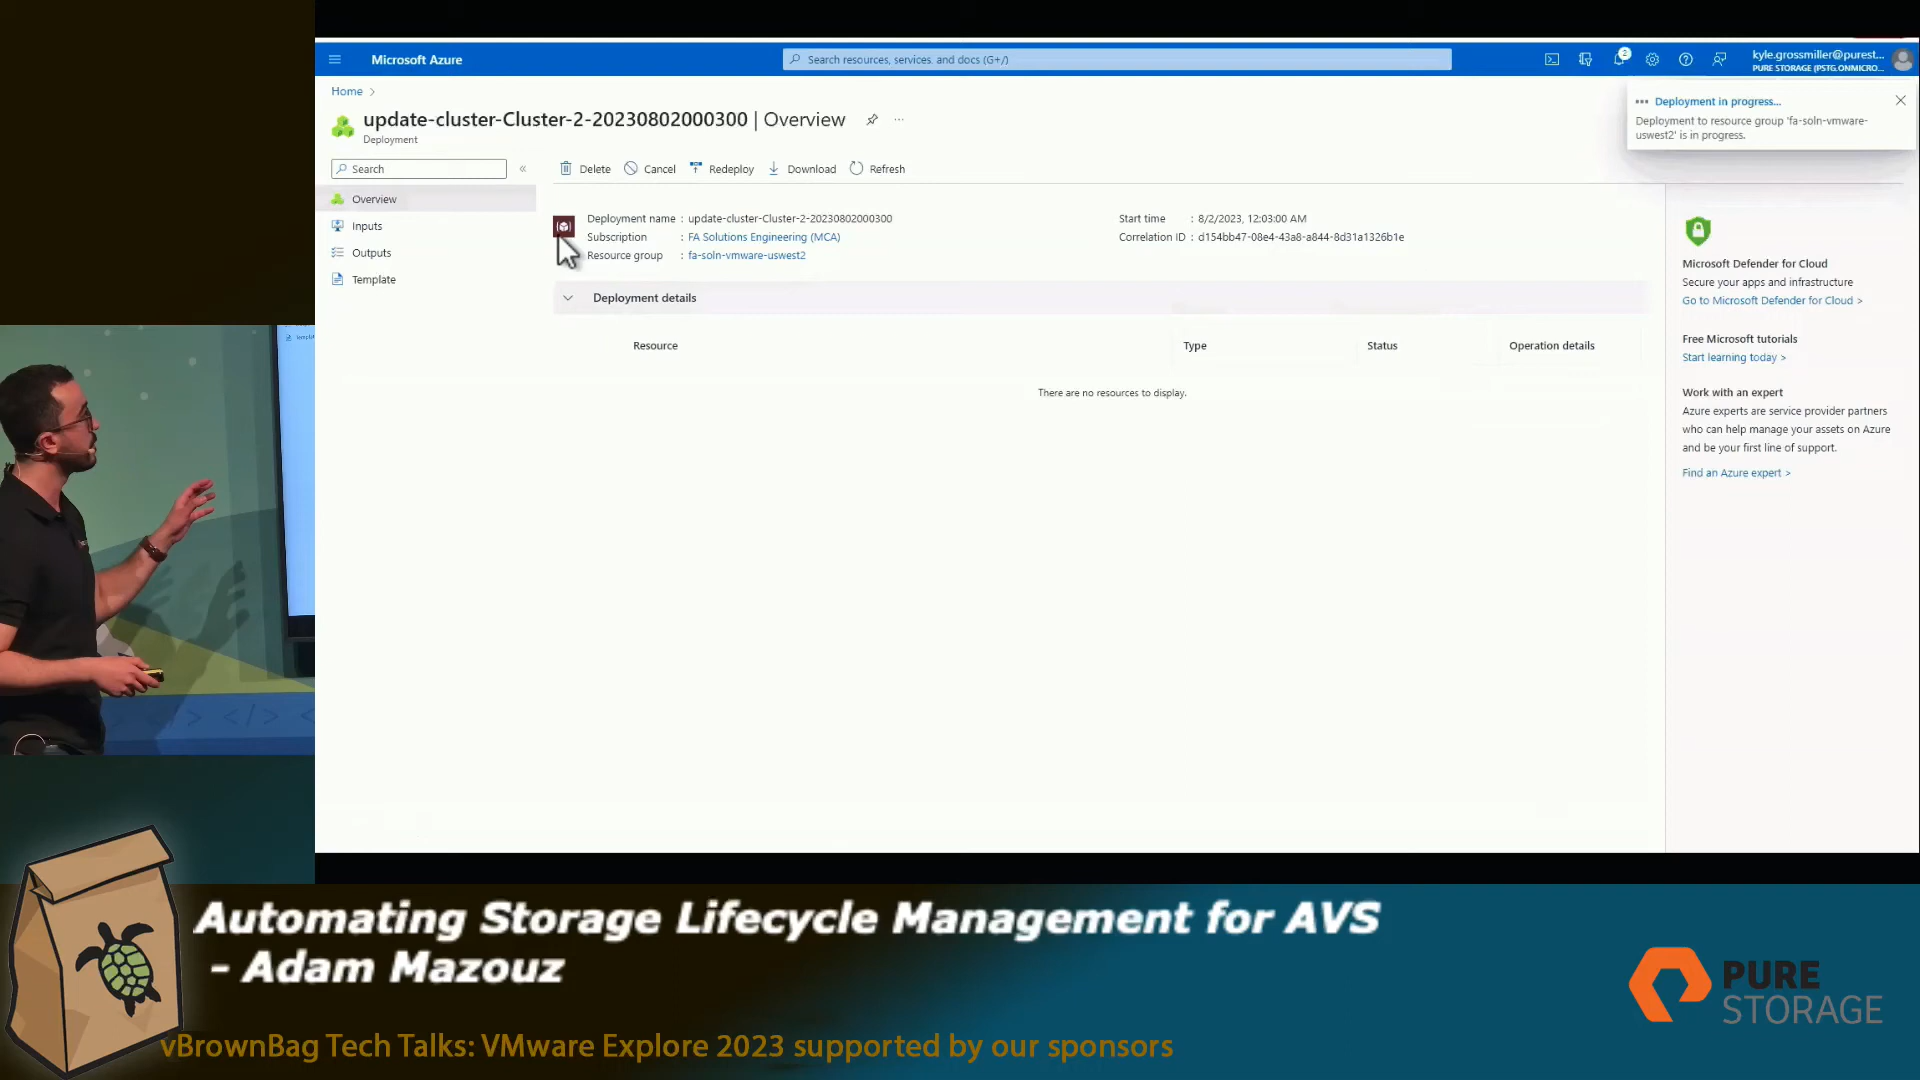 Microsoft Azure
Search resources, services, and docs (G+/)
2
kyle.grossmiller@purest...
PURE STORAGE (PSTG.ONMICRO...
Home
Deployment in progress...
Deployment to resource group 'fa-soln-vmware-
uswest2' is in progress.
update-cluster-Cluster-2-20230802000300 | Overview
Deployment
Search
Delete
Cancel
Redeploy
Download
Refresh
Overview
Inputs
Outputs
Template
Deployment name : update-cluster-Cluster-2-20230802000300
Subscription : FA Solutions Engineering (MCA)
Resource group : fa-soln-vmware-uswest2
Start time : 8/2/2023, 12:03:00 AM
Correlation ID : d154bb47-08e4-43a8-a844-8d31a1326b1e
Deployment details
Resource
Type
Status
Operation details
There are no resources to display.
Microsoft Defender for Cloud
Secure your apps and infrastructure
Go to Microsoft Defender for Cloud >
Free Microsoft tutorials
Start learning today >
Work with an expert
Azure experts are service provider partners
who can help manage your assets on Azure
and be your first line of support.
Find an Azure expert >
Automating Storage Lifecycle Management for AVS
- Adam Mazouz
PURE
STORAGE
vBrownBag Tech Talks: VMware Explore 2023 supported by our sponsors